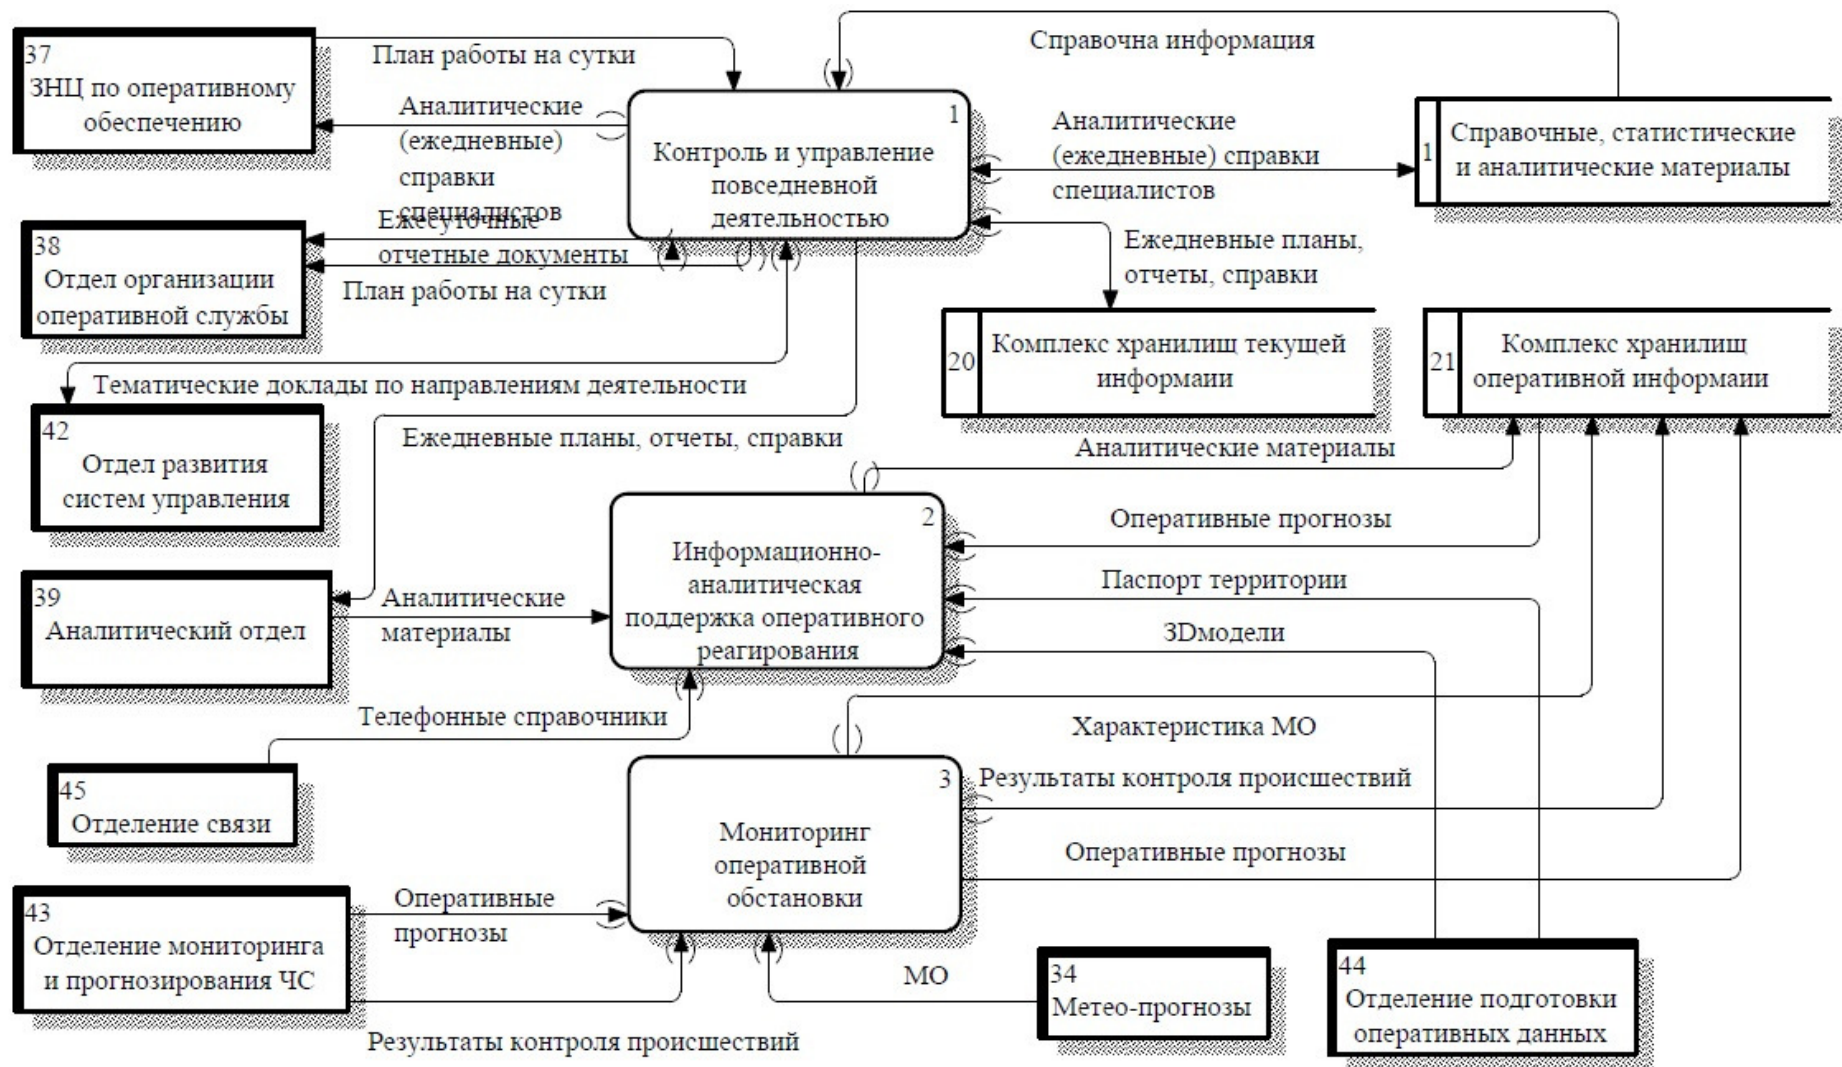 37
ЗНЦ по оперативному
обеспечению
План работы на сутки
Справочна информация
Аналитические
(ежедневные)
справки
специалистов
1
Контроль и управление
повседневной
деятельностью
Аналитические
(ежедневные) справки
специалистов
1
Справочные, статистические
и аналитические материалы
38
Отдел организации
оперативной службы
Ежесуточные
отчетные документы
План работы на сутки
Ежедневные планы,
отчеты, справки
20
Комплекс хранилищ текущей
информаии
21
Комплекс хранилищ
оперативной информаии
Тематические доклады по направлениям деятельности
42
Отдел развития
систем управления
Ежедневные планы, отчеты, справки
Аналитические материалы
2
Информационно-
аналитическая
поддержка оперативного
реагирования
Оперативные прогнозы
Паспорт территории
3Dмодели
39
Аналитический отдел
Аналитические
материалы
Телефонные справочники
45
Отделение связи
Характеристика МО
3
Мониторинг
оперативной
обстановки
Результаты контроля происшествий
Оперативные прогнозы
43
Отделение мониторинга
и прогнозирования ЧС
Оперативные
прогнозы
МО
34
Метео-прогнозы
44
Отделение подготовки
оперативных данных
Результаты контроля происшествий